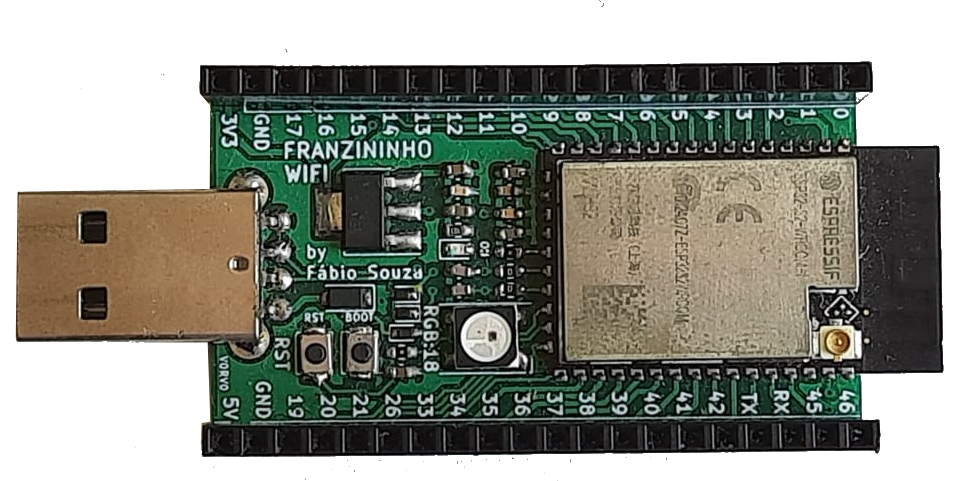 3V3
GND
17
16
15
14
13
12
11
10
9
8
7
6
5
4
3
2
1
0
FRANZININHO
WIFI
by
Fábio Souza
RST
BOOT
RGB-18
RST
ESPRESSIF
CE
VORVO
5V
GND
19
20
21
26
33
34
35
36
37
38
39
40
41
42
TX
RX
45
46